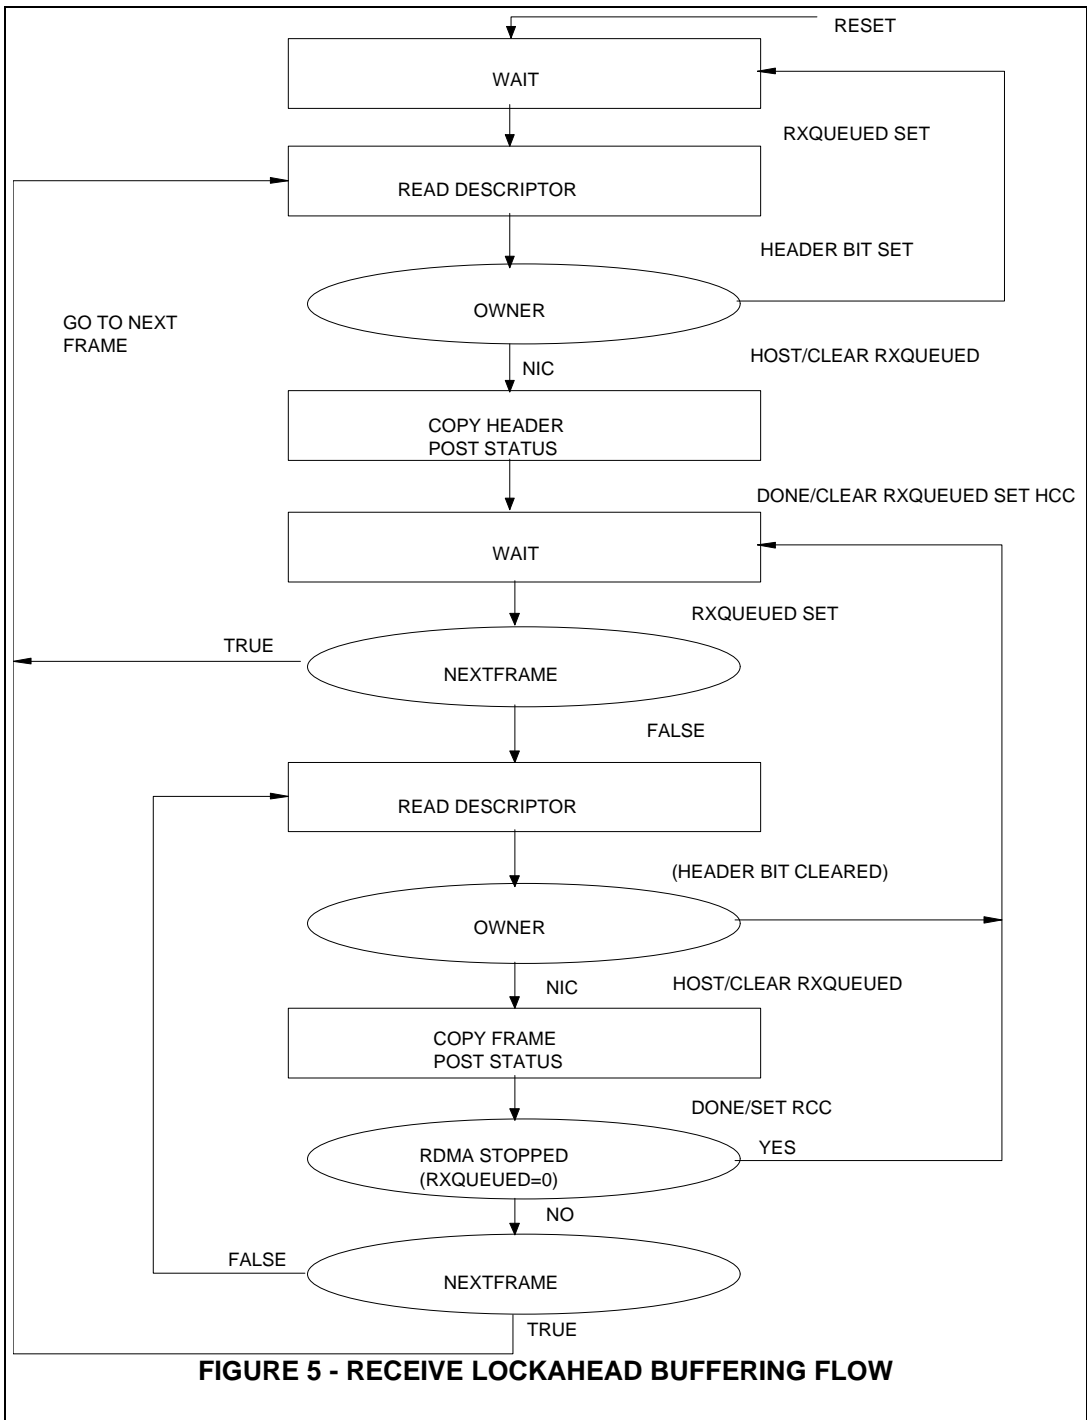 RESET
WAIT
RXQUEUED SET
READ DESCRIPTOR
HEADER BIT SET
OWNER
GO TO NEXT
FRAME
HOST/CLEAR RXQUEUED
NIC
COPY HEADER
POST STATUS
DONE/CLEAR RXQUEUED SET HCC
WAIT
RXQUEUED SET
TRUE
NEXTFRAME
FALSE
READ DESCRIPTOR
(HEADER BIT CLEARED)
OWNER
HOST/CLEAR RXQUEUED
NIC
COPY FRAME
POST STATUS
DONE/SET RCC
YES
RDMA STOPPED
(RXQUEUED=0)
NO
FALSE
NEXTFRAME
TRUE
FIGURE 5 - RECEIVE LOCKAHEAD BUFFERING FLOW